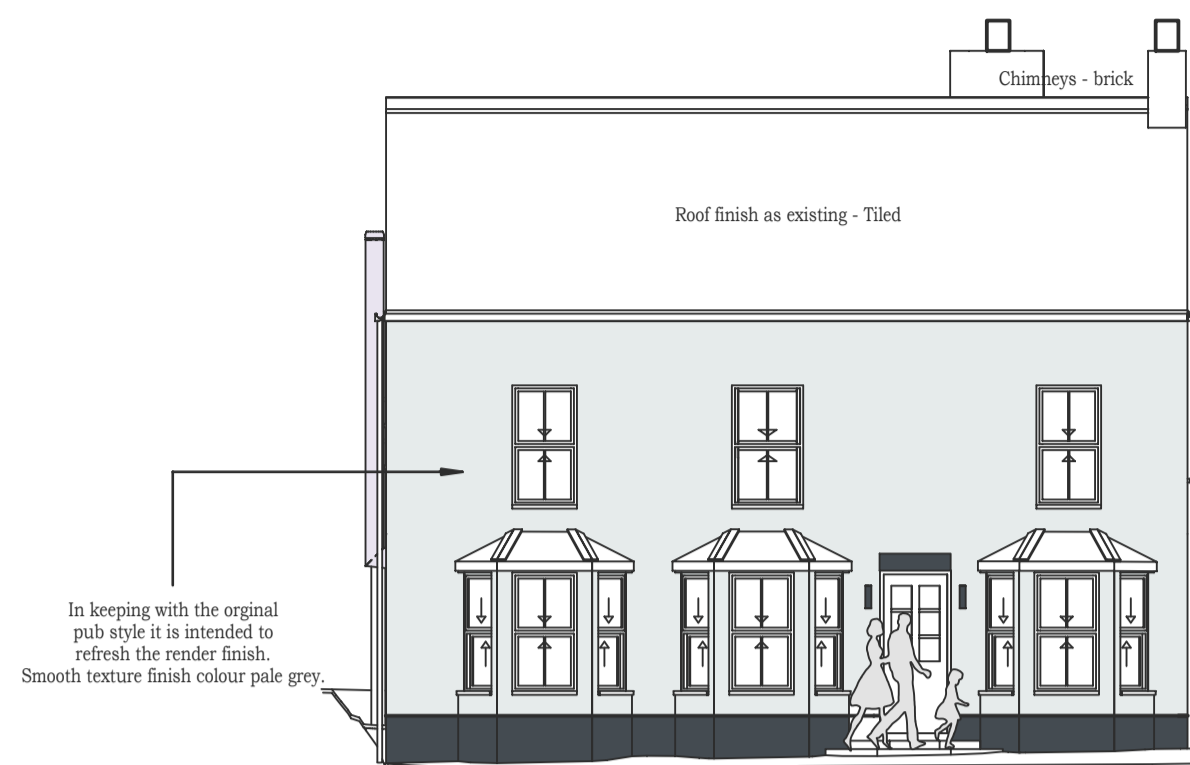 Chimneys - brick
Roof finish as existing - Tiled
In keeping with the orginal
pub style it is intended to
refresh the render finish.
Smooth texture finish colour pale grey.